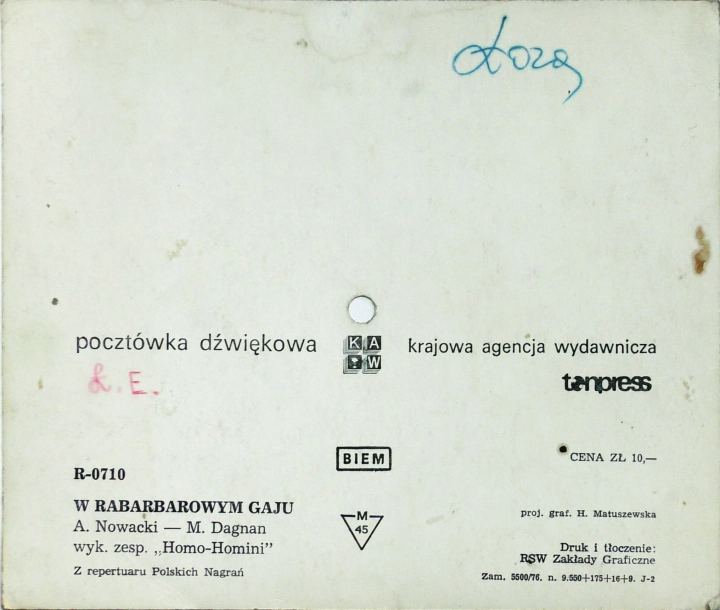 Łozą
pocztówka dźwiękowa
K A W
krajowa agencja wydawnicza
Ł. E.
tonpress
BIEM
CENA ZŁ 10,—
R-0710
W RABARBAROWYM GAJU
A. Nowacki — M. Dagnan
wyk. zesp. „Homo-Homini”
Z repertuaru Polskich Nagrań
M
45
proj. graf. H. Matuszewska
Druk i tłoczenie:
RSW Zakłady Graficzne
Zam. 5500/76. n. 9.550+175+16+9. J-2